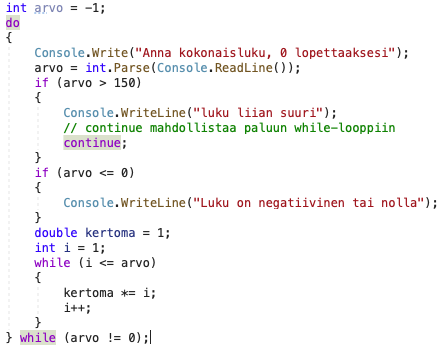 int arvo = -1;
do
{
    Console.Write("Anna kokonaisluku, 0 lopettaaksesi");
    arvo = int.Parse(Console.ReadLine());
    if (arvo > 150)
    {
        Console.WriteLine("luku liian suuri");
        // continue mahdollistaa paluun while-looppiin
        continue;
    }
    if (arvo <= 0)
    {
        Console.WriteLine("Luku on negatiivinen tai nolla");
    }
    double kertoma = 1;
    int i = 1;
    while (i <= arvo)
    {
        kertoma *= i;
        i++;
    }
} while (arvo != 0);